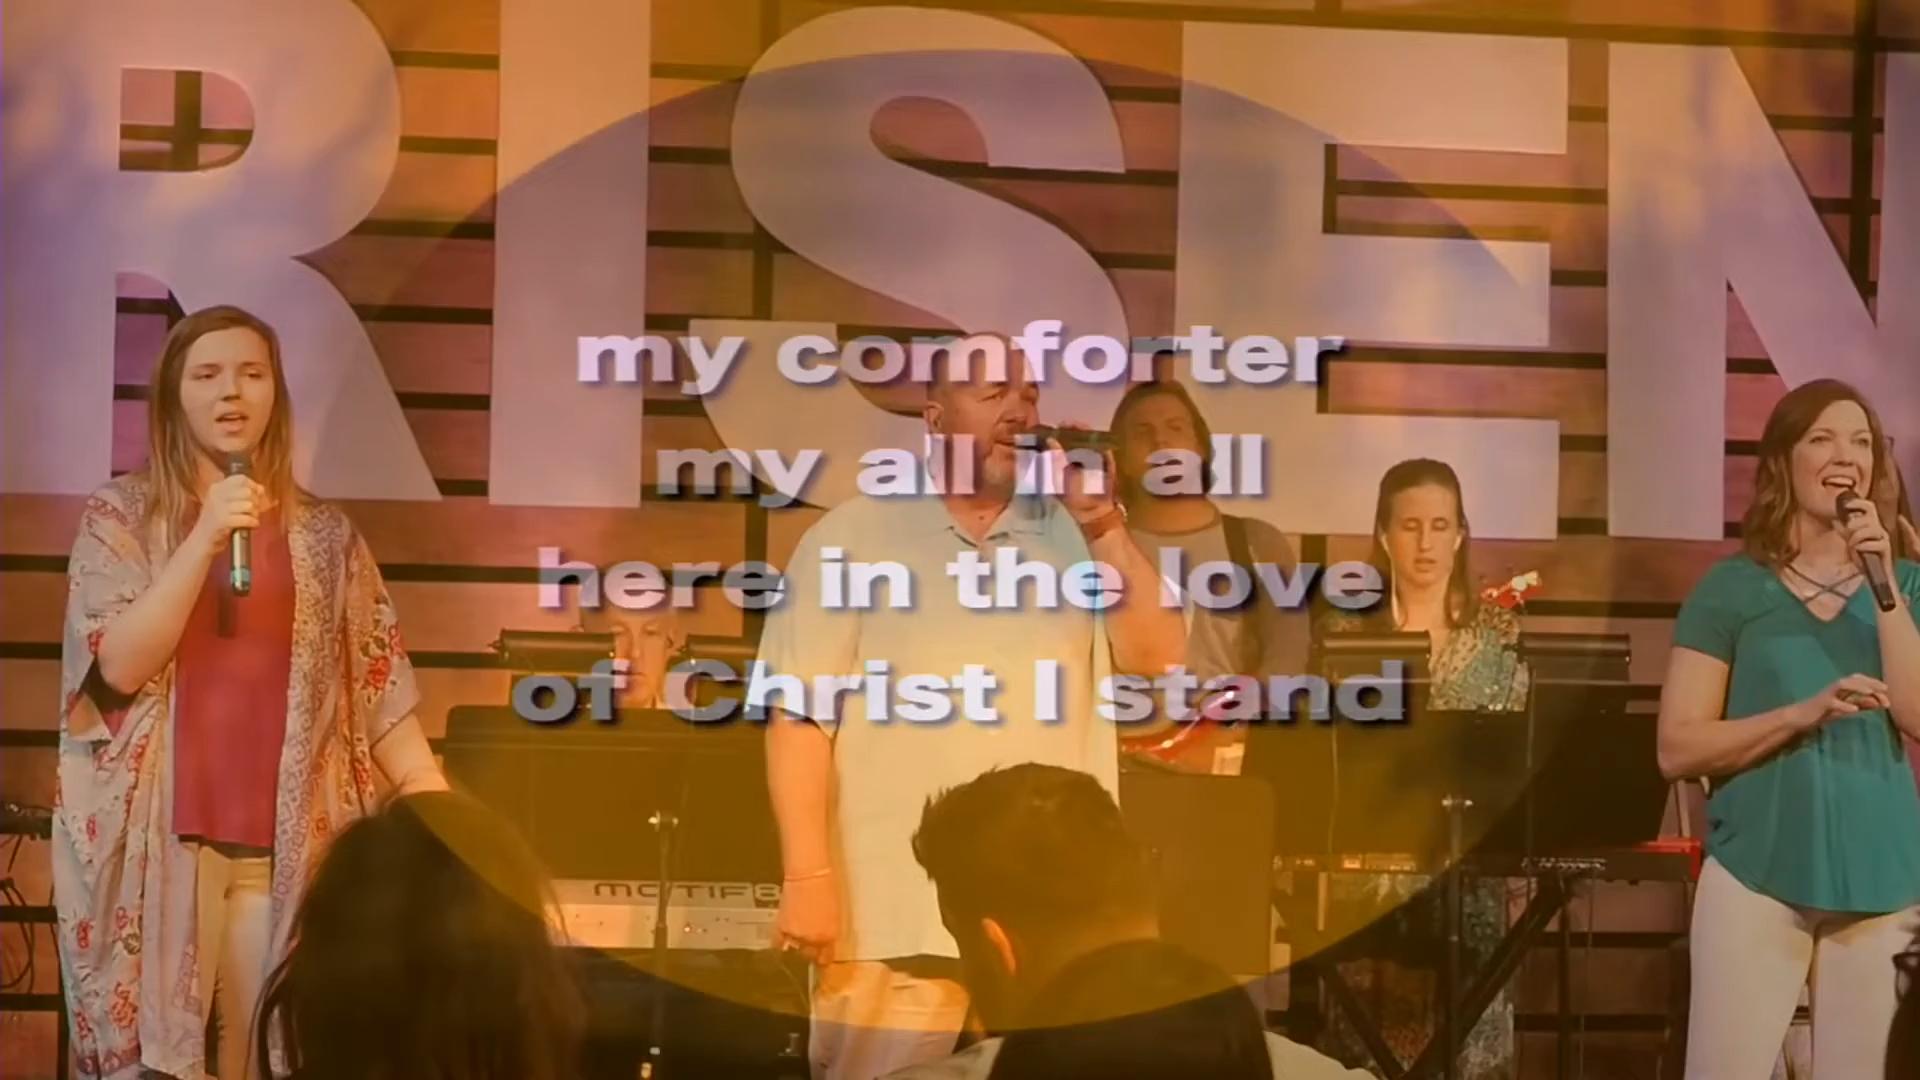 RISEN
my comforter
my all in all
here in the love
of Christ I stand
MOTIF8